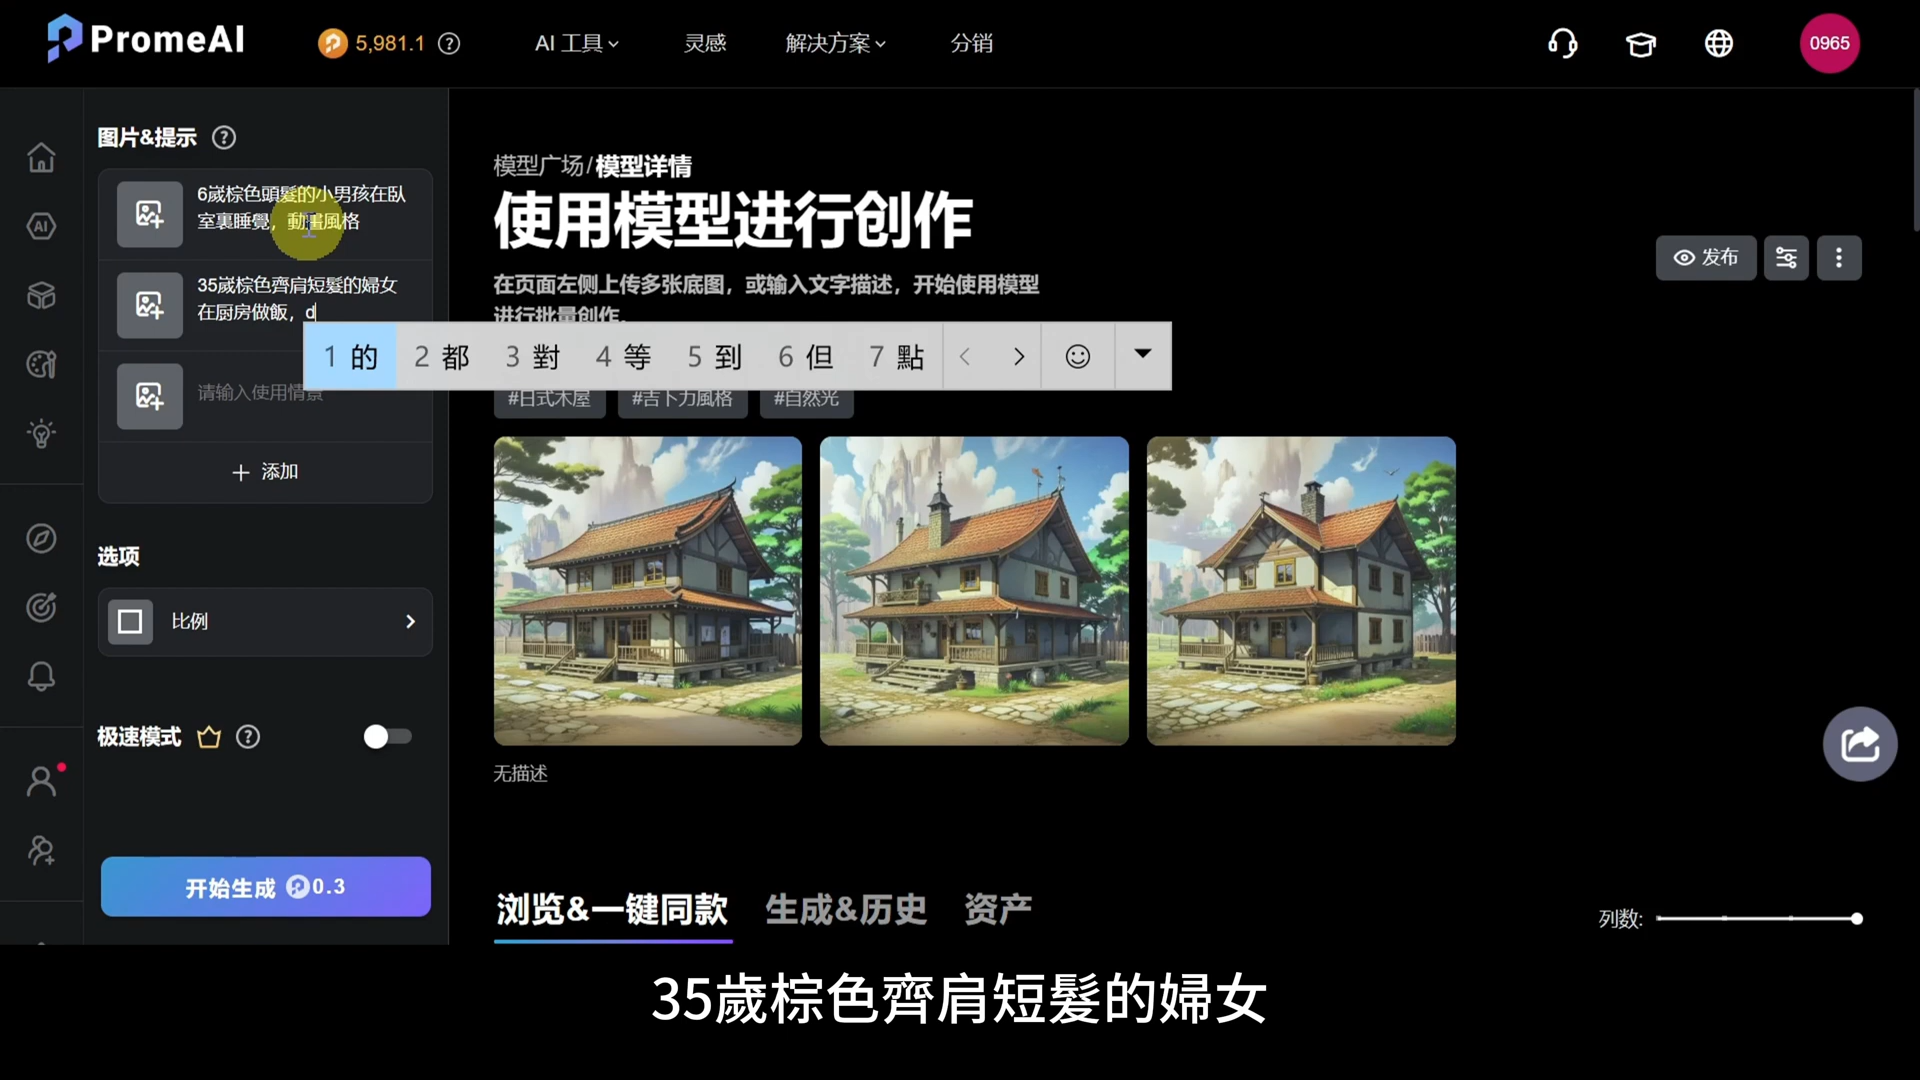 PromeAI
5,981.1
AI 工具
灵感
解决方案
分销
0965
图片&提示
6嵗棕色頭髮的小男孩在臥
室裏睡覺，動畫風格
35嵗棕色齊肩短髮的婦女
在厨房做飯，d
请输入使用情景
添加
选项
比例
极速模式
开始生成 0.3
模型广场/模型详情
使用模型进行创作
在页面左侧上传多张底图，或输入文字描述，开始使用模型
进行批量创作。
发布
1 的 2 都 3 對 4 等 5 到 6 但 7 點
#日式木屋 #吉卜力風格 #自然光
无描述
浏览&一键同款 生成&历史 资产
列数:
35歲棕色齊肩短髮的婦女